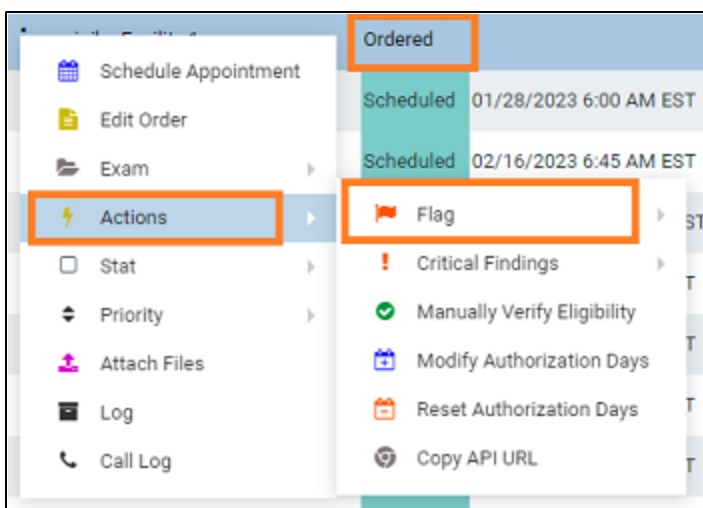 Ordered
Schedule Appointment
Edit Order
Scheduled 01/28/2023 6:00 AM EST
Exam
Scheduled 02/16/2023 6:45 AM EST
Actions
Flag
ST
Stat
Critical Findings
T
Priority
Manually Verify Eligibility
T
Attach Files
Modify Authorization Days
Log
Reset Authorization Days
T
Call Log
Copy API URL
T